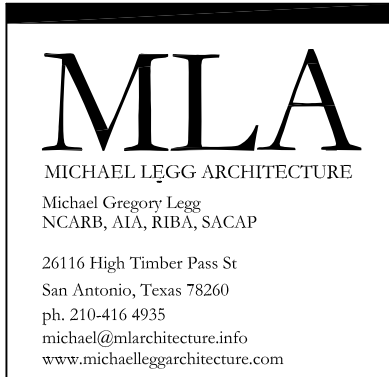 MLA
MICHAEL LEGG ARCHITECTURE
Michael Gregory Legg
NCARB, AIA, RIBA, SACAP
26116 High Timber Pass St
San Antonio, Texas 78260
ph. 210-416 4935
michael@mlarchitecture.info
www.michaelleggarchitecture.com